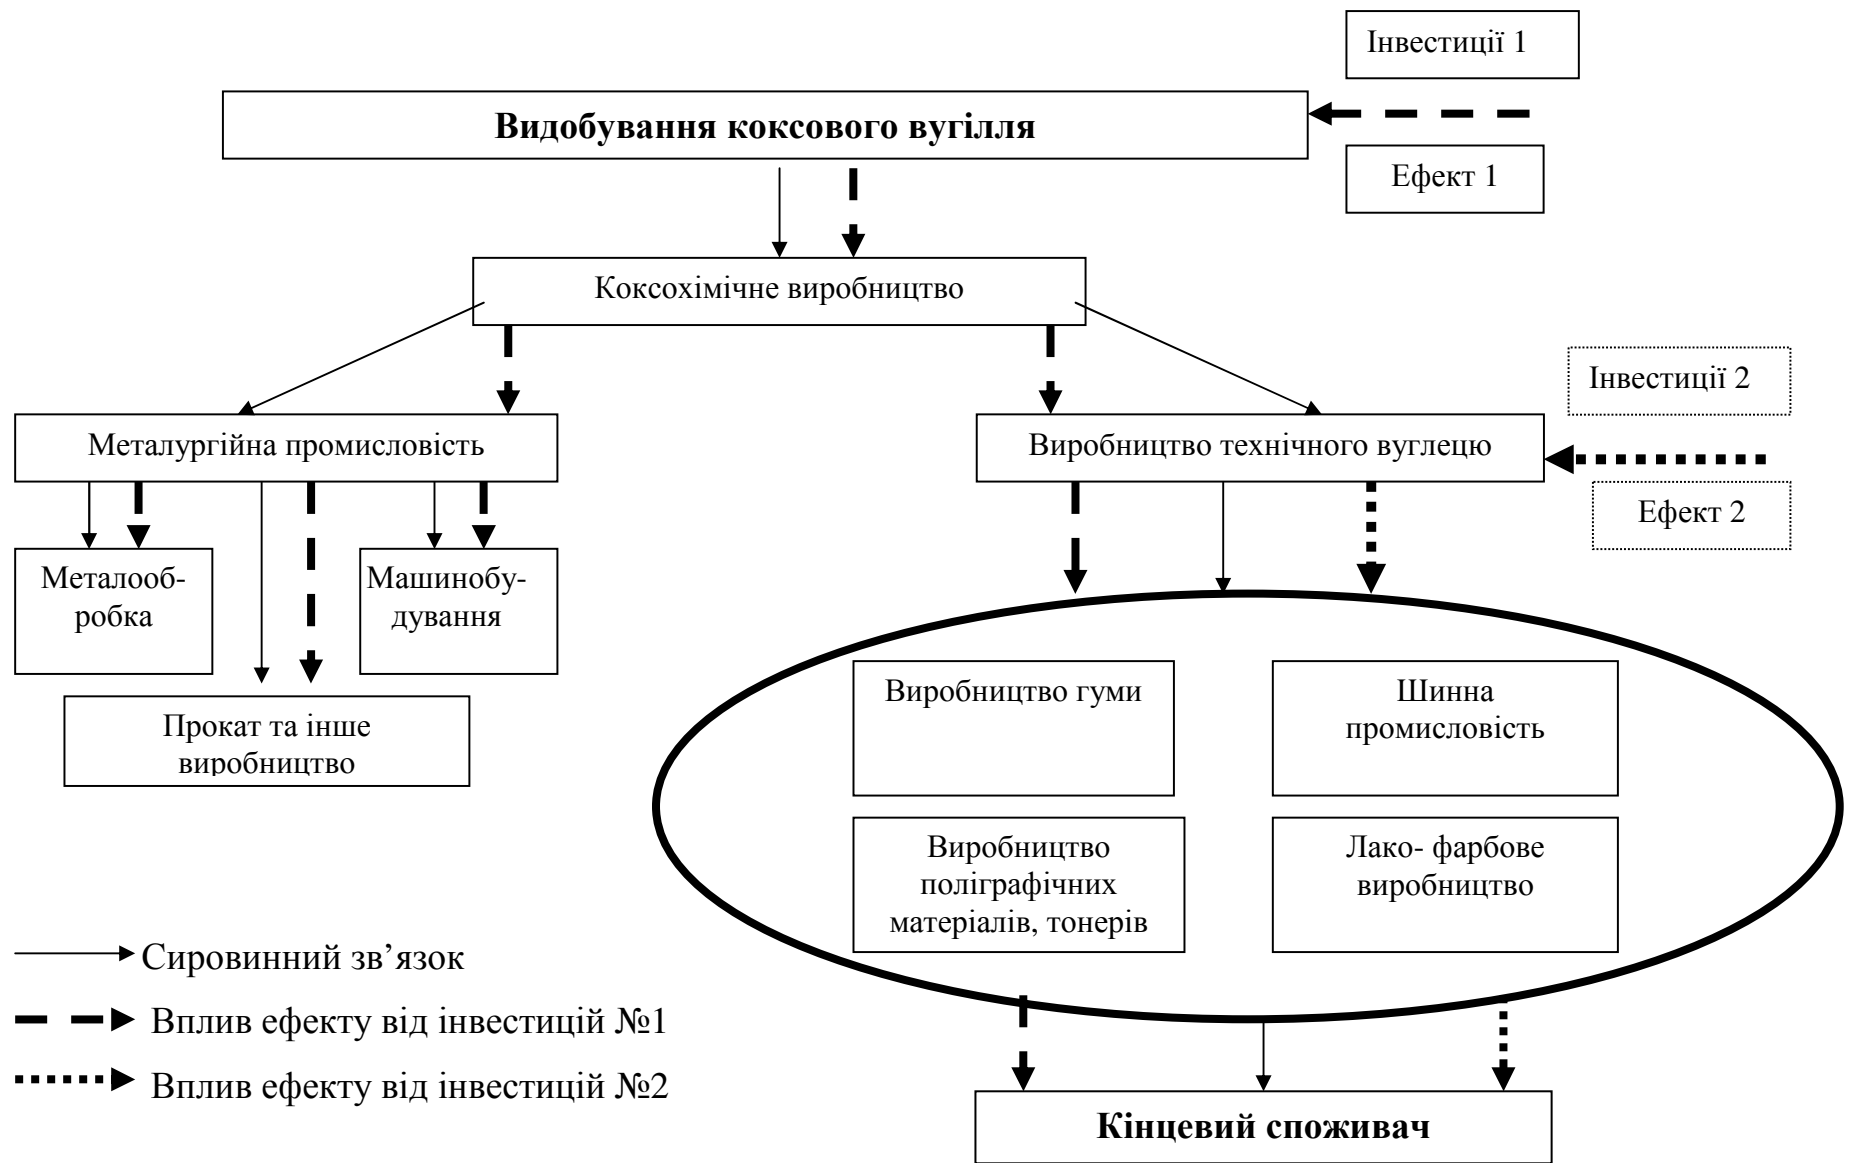 Інвестиції 1
Видобування коксового вугілля
Ефект 1
Коксохімічне виробництво
Інвестиції 2
Металургійна промисловість
Виробництво технічного вуглецю
Ефект 2
Металооб-
робка
Машинобу-
дування
Прокат та інше
виробництво
Виробництво гуми
Шинна
промисловість
Виробництво
поліграфічних
матеріалів, тонерів
Лако- фарбове
виробництво
Сировинний зв’язок
Вплив ефекту від інвестицій №1
Вплив ефекту від інвестицій №2
Кінцевий споживач